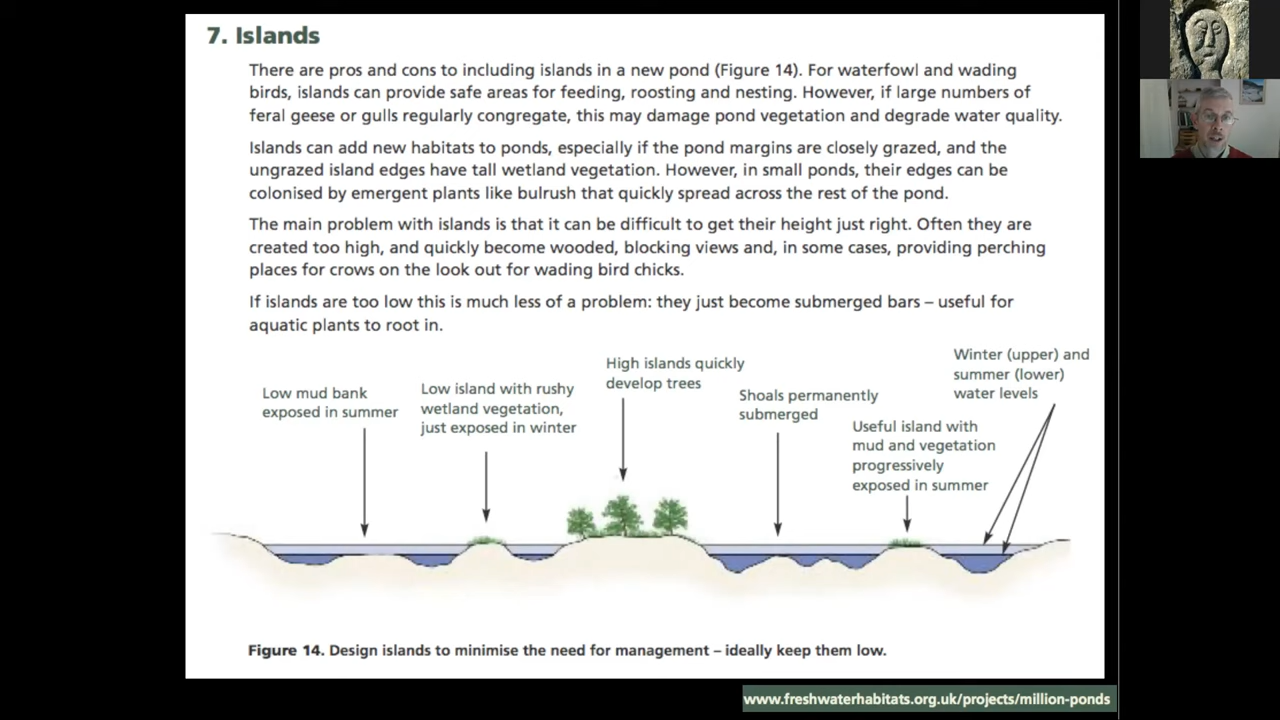 7. Islands
There are pros and cons to including islands in a new pond (Figure 14). For waterfowl and wading
birds, islands can provide safe areas for feeding, roosting and nesting. However, if large numbers of
feral geese or gulls regularly congregate, this may damage pond vegetation and degrade water quality.
Islands can add new habitats to ponds, especially if the pond margins are closely grazed, and the
ungrazed island edges have tall wetland vegetation. However, in small ponds, their edges can be
colonised by emergent plants like bulrush that quickly spread across the rest of the pond.
The main problem with islands is that it can be difficult to get their height just right. Often they are
created too high, and quickly become wooded, blocking views and, in some cases, providing perching
places for crows on the look out for wading bird chicks.
If islands are too low this is much less of a problem: they just become submerged bars – useful for
aquatic plants to root in.
Low mud bank
exposed in summer
Low island with rushy
wetland vegetation,
just exposed in winter
High islands quickly
develop trees
Shoals permanently
submerged
Useful island with
mud and vegetation
progressively
exposed in summer
Winter (upper) and
summer (lower)
water levels
Figure 14. Design islands to minimise the need for management – ideally keep them low.
www.freshwaterhabitats.org.uk/projects/million-ponds